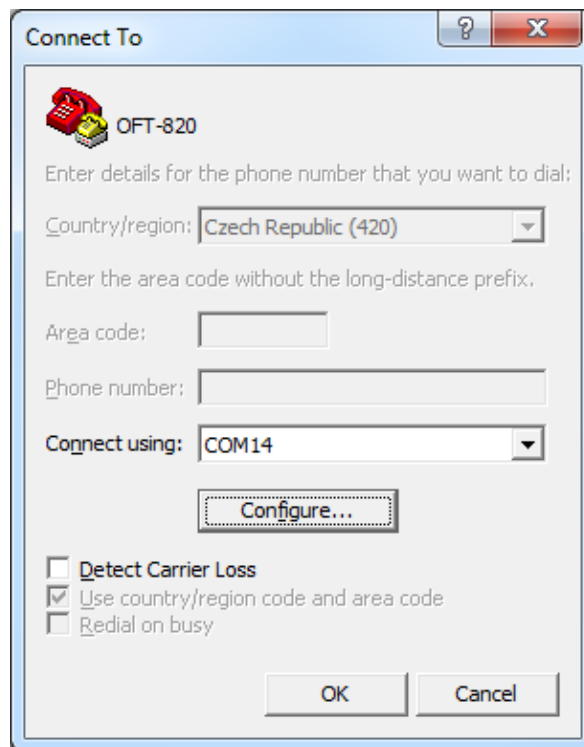 Connect To
OFT-820
Enter details for the phone number that you want to dial:
Country/region: Czech Republic (420)
Enter the area code without the long-distance prefix.
Area code:
Phone number:
Connect using: COM14
Configure...
Detect Carrier Loss
Use country/region code and area code
Redial on busy
OK Cancel